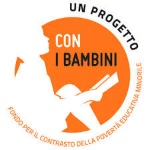 UN PROGETTO
CON
I BAMBINI
FONDO PER IL CONTRASTO DELLA POVERTÀ EDUCATIVA MINORILE